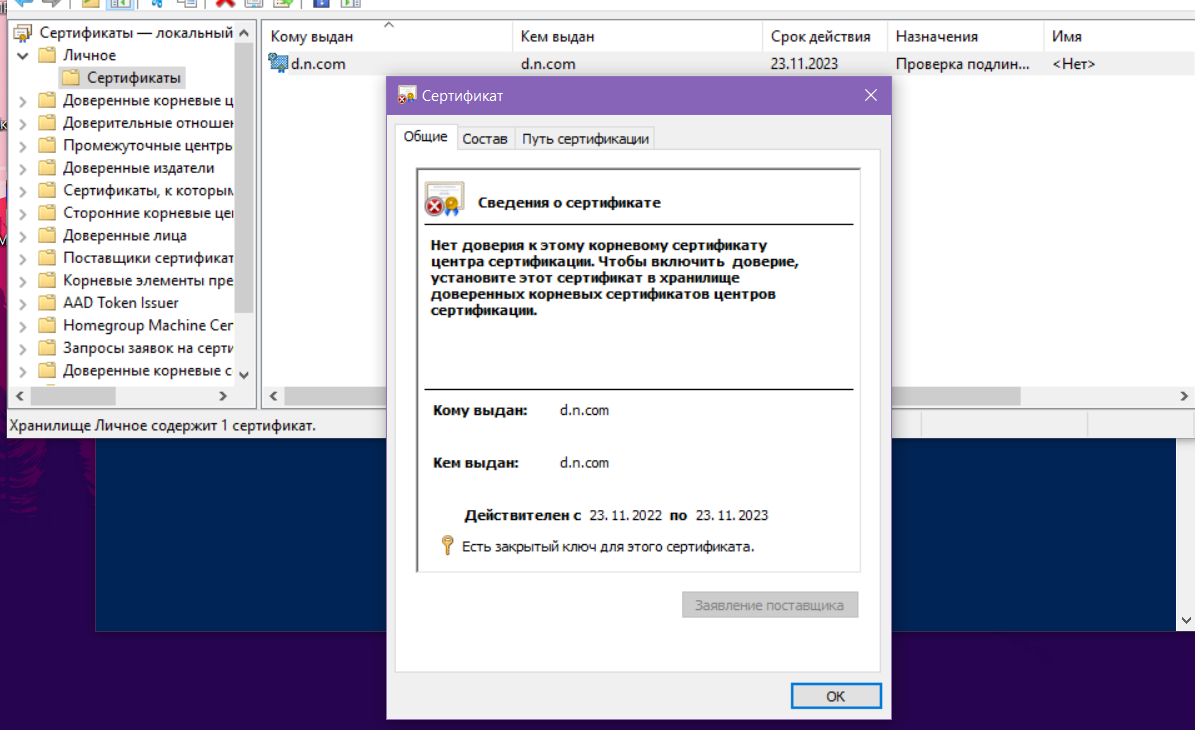 Сертификаты — локальный
Личное
Сертификаты
Доверенные корневые ц
Доверительные отношен
Промежуточные центры
Доверенные издатели
Сертификаты, к которым
Сторонние корневые це
Доверенные лица
Поставщики сертификат
Корневые элементы пре
AAD Token Issuer
Homegroup Machine Cer
Запросы заявок на серти
Доверенные корневые с
Хранилище Личное содержит 1 сертификат.
Кому выдан Кем выдан Срок действия Назначения Имя
d.n.com d.n.com 23.11.2023 Проверка подлин... <Нет>
Сертификат
Общие Состав Путь сертификации
Сведения о сертификате
Нет доверия к этому корневому сертификату
центра сертификации. Чтобы включить доверие,
установите этот сертификат в хранилище
доверенных корневых сертификатов центров
сертификации.
Кому выдан: d.n.com
Кем выдан: d.n.com
Действителен с 23.11.2022 по 23.11.2023
Есть закрытый ключ для этого сертификата.
Заявление поставщика
ОК